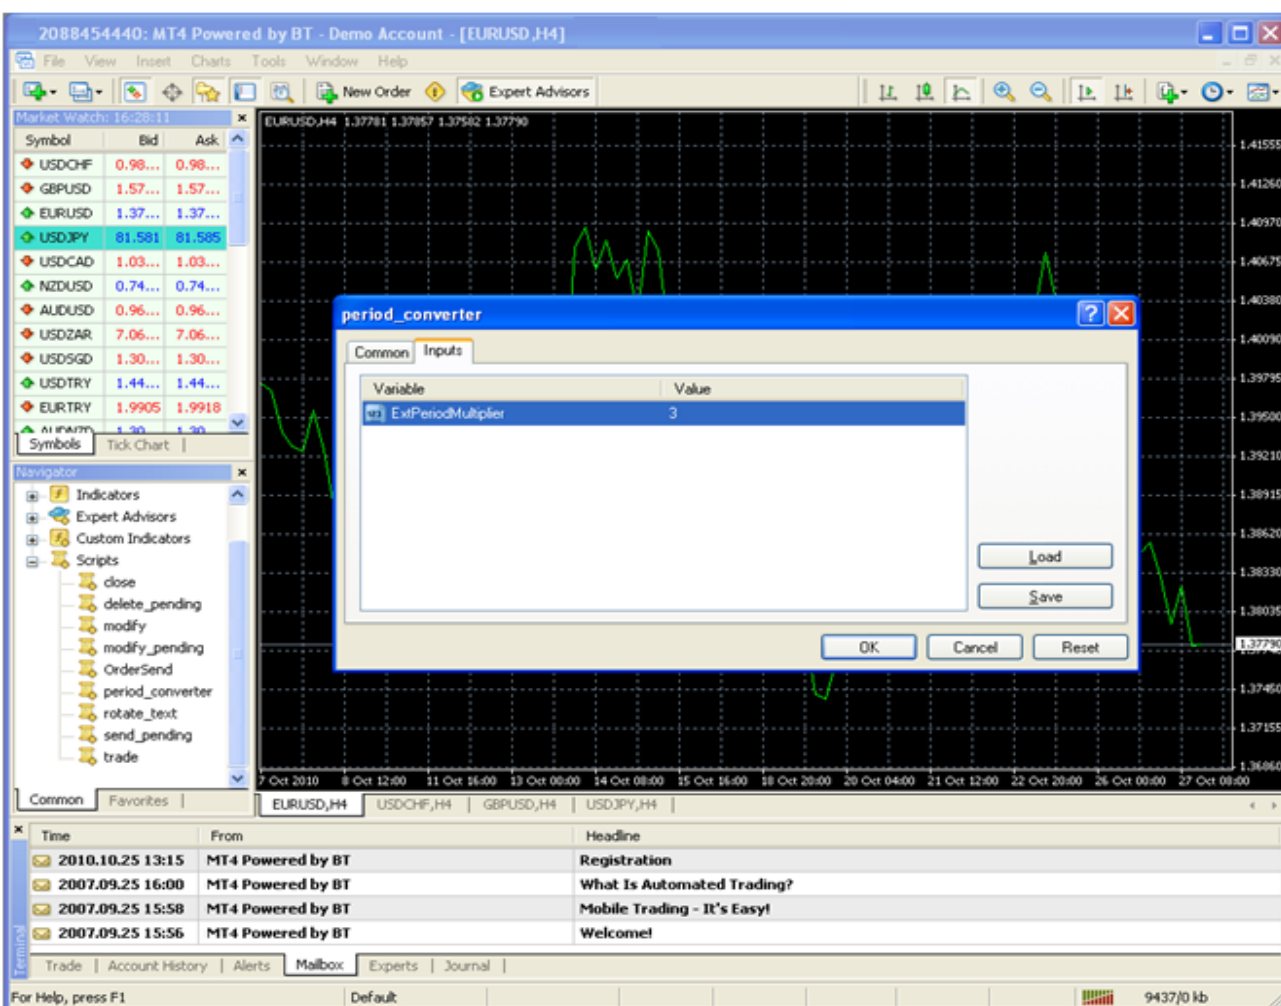 2088454440: MT4 Powered by BT - Demo Account - [EURUSD,H4]
File View Insert Charts Tools Window Help
New Order Expert Advisors
Market Watch: 16:28:11
EURUSD,H4 1.37781 1.37857 1.37582 1.37790
Symbol Bid Ask
USDCHF 0.98... 0.98...
GBPUSD 1.57... 1.57...
EURUSD 1.37... 1.37...
USDJPY 81.581 81.585
USDCAD 1.03... 1.03...
NZDUSD 0.74... 0.74...
AUDUSD 0.96... 0.96...
USDZAR 7.06... 7.06...
USDSGD 1.30... 1.30...
USDTRY 1.44... 1.44...
EURTRY 1.9905 1.9918
AUDNZD 1.30... 1.30...
Symbols Tick Chart
Navigator
Indicators
Expert Advisors
Custom Indicators
Scripts
close
delete_pending
modify
modify_pending
OrderSend
period_converter
rotate_text
send_pending
trade
Common Favorites
period_converter
Common Inputs
Variable Value
ExtPeriodMultiplier 3
Load
Save
OK Cancel Reset
1.41555
1.41260
1.40970
1.40675
1.40380
1.40090
1.39795
1.39500
1.39210
1.38915
1.38620
1.38330
1.38035
1.37790
1.37450
1.37155
1.36860
7 Oct 2010 8 Oct 12:00 11 Oct 16:00 13 Oct 00:00 14 Oct 08:00 15 Oct 16:00 18 Oct 20:00 20 Oct 04:00 21 Oct 12:00 22 Oct 20:00 26 Oct 00:00 27 Oct 08:00
EURUSD,H4 USDCHF,H4 GBPUSD,H4 USDJPY,H4
Time From Headline
2010.10.25 13:15 MT4 Powered by BT Registration
2007.09.25 16:00 MT4 Powered by BT What Is Automated Trading?
2007.09.25 15:58 MT4 Powered by BT Mobile Trading - It's Easy!
2007.09.25 15:56 MT4 Powered by BT Welcome!
Terminal
Trade Account History Alerts Mailbox Experts Journal
For Help, press F1 Default 9437/0 kb